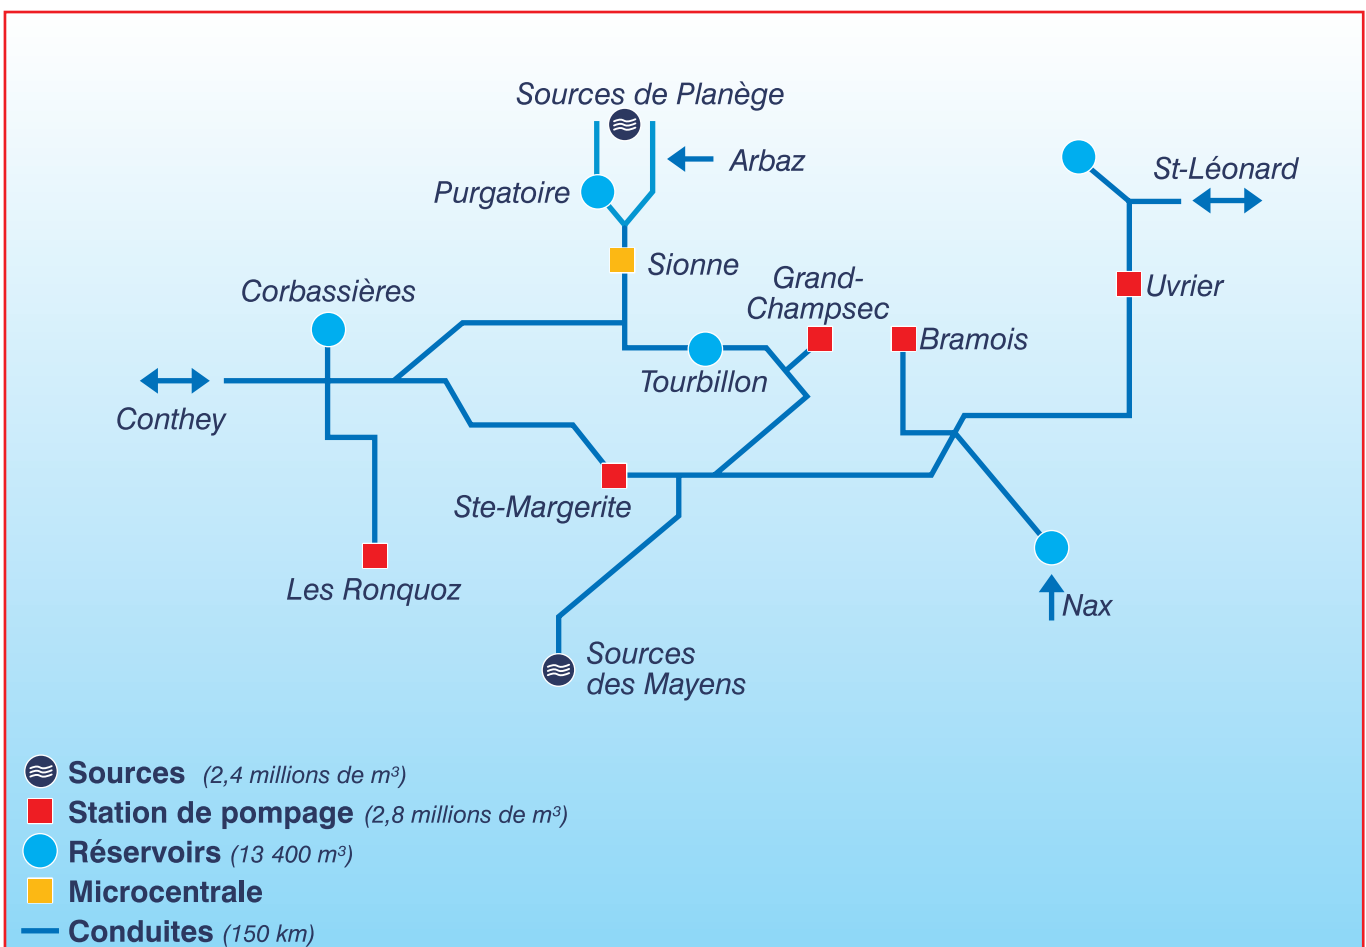 Sources de Planège
Arbaz
St-Léonard
Purgatoire
Sionne
Grand-
Champsec
Uvrier
Corbassières
Bramois
Tourbillon
Conthey
Ste-Margerite
Les Ronquoz
Nax
Sources
des Mayens
Sources (2,4 millions de m³)
Station de pompage (2,8 millions de m³)
Réservoirs (13 400 m³)
Microcentrale
Conduites (150 km)